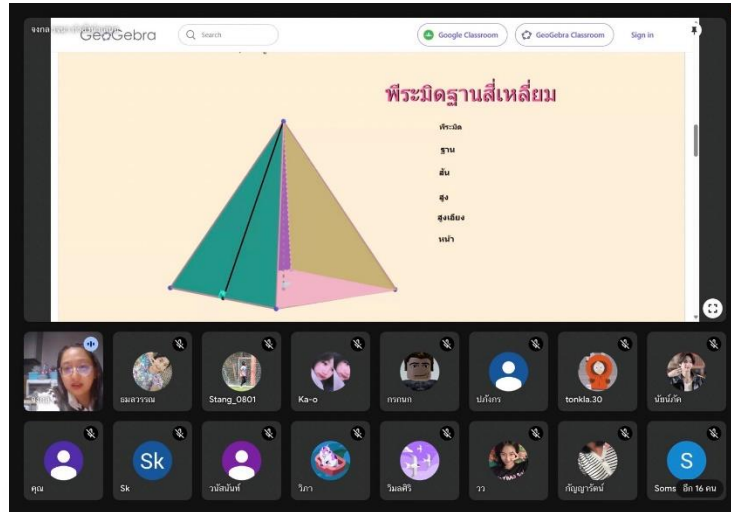 GeoGebra
Search
Google Classroom
GeoGebra Classroom
Sign in
พีระมิดฐานสี่เหลี่ยม
พีระมิด
ฐาน
สัน
สูง
สูงเอียง
หน้า
ธมลวรรณ
Stang_0801
Ka-o
กรกนก
ปภังกร
tonkla.30
นัชน์ภัค
คุณ
Sk
Sk
วนัสนันท์
วิภา
วิมลศิริ
วว
กัญญารัตน์
S
Soms
อีก 16 คน